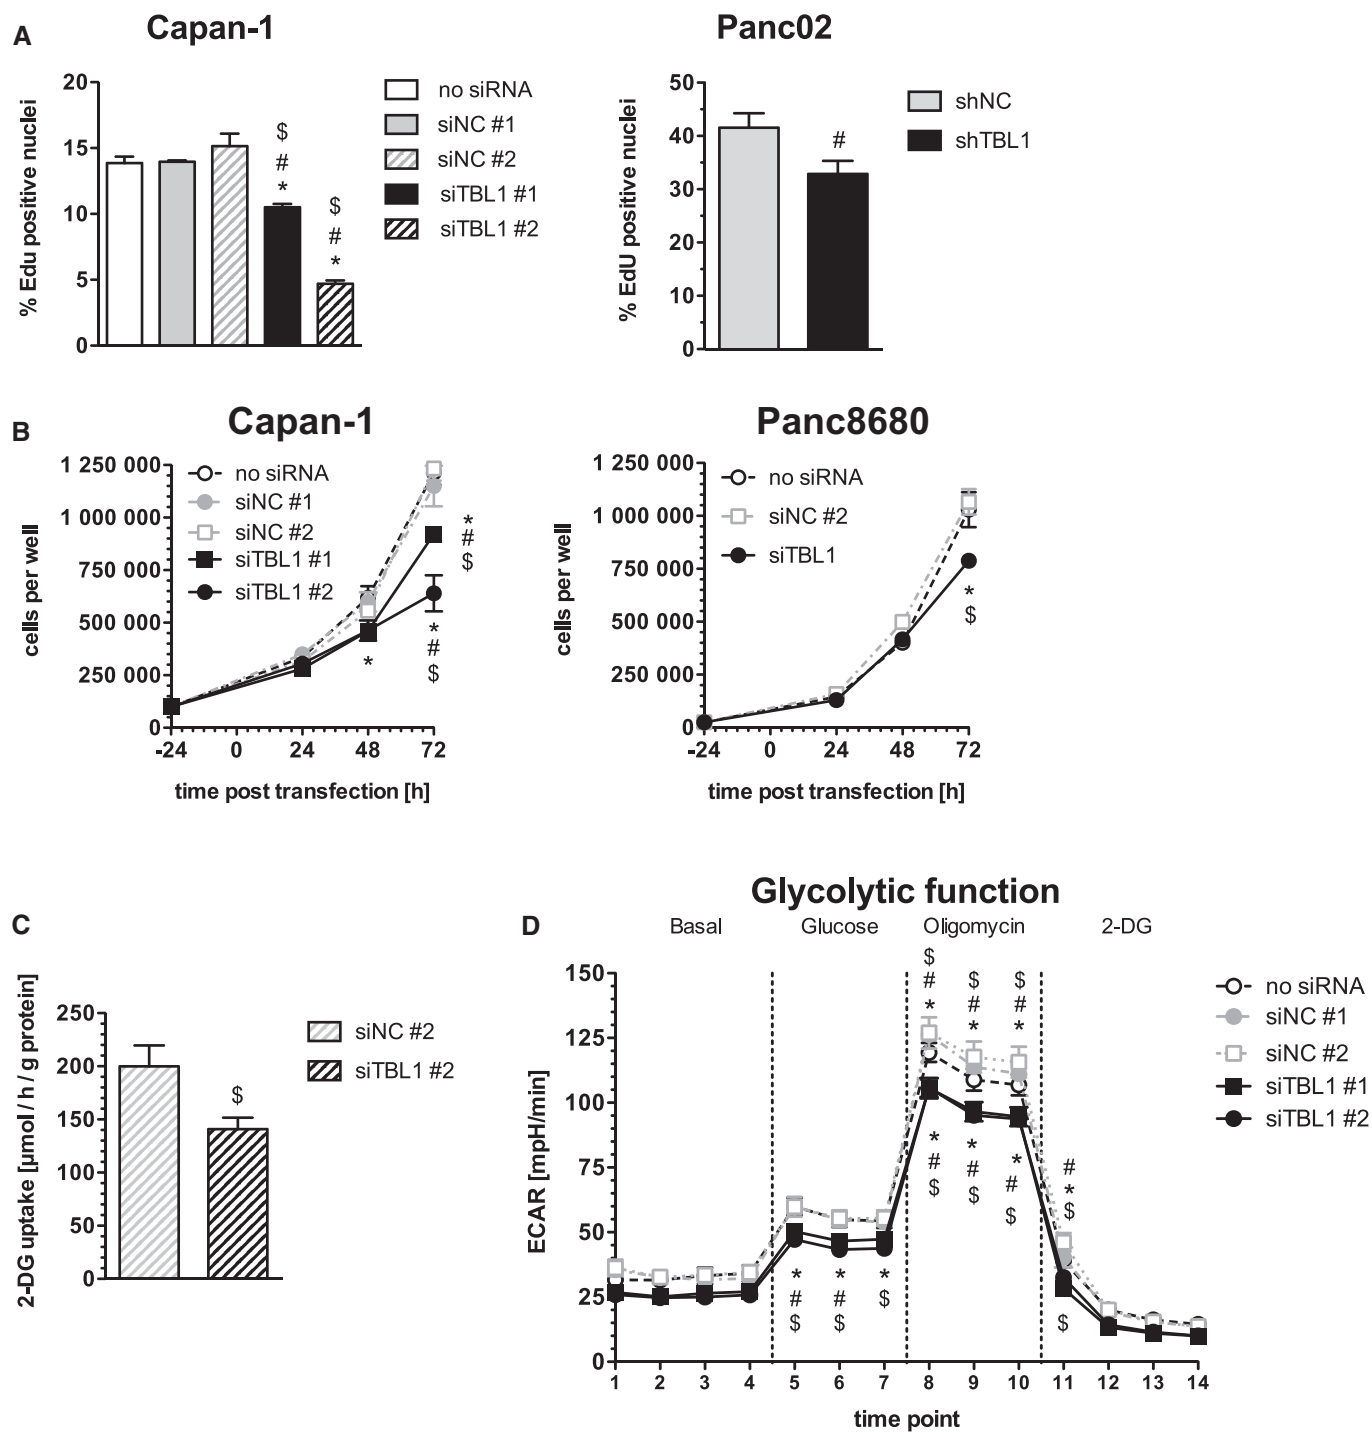 A
Capan-1
Panc02
% Edu positive nuclei
20
15
10
5
0
$
#
*
$
#
*
no siRNA
siNC #1
siNC #2
siTBL1 #1
siTBL1 #2
% EdU positive nuclei
50
40
30
20
10
0
#
shNC
shTBL1
B
Capan-1
Panc8680
cells per well
1 250 000
1 000 000
750 000
500 000
250 000
0
no siRNA
siNC #1
siNC #2
siTBL1 #1
siTBL1 #2
*
#
$
*
*
#
$
-24 0 24 48 72
time post transfection [h]
cells per well
1 250 000
1 000 000
750 000
500 000
250 000
0
no siRNA
siNC #2
siTBL1
*
$
-24 0 24 48 72
time post transfection [h]
C
2-DG uptake [µmol / h / g protein]
250
200
150
100
50
0
$
siNC #2
siTBL1 #2
D
Glycolytic function
Basal Glucose Oligomycin 2-DG
ECAR [mpH/min]
150
125
100
75
50
25
0
$
# $ $
* # #
* *
* * *
# # #
$ $ $
#
*
$
* * *
# # $
$ $
$
no siRNA
siNC #1
siNC #2
siTBL1 #1
siTBL1 #2
1 2 3 4 5 6 7 8 9 10 11 12 13 14
time point